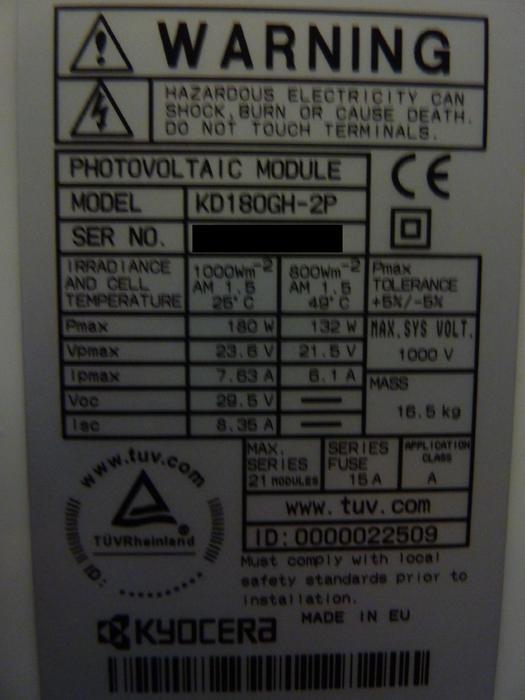 WARNING
HAZARDOUS ELECTRICITY CAN
SHOCK, BURN OR CAUSE DEATH.
DO NOT TOUCH TERMINALS.
PHOTOVOLTAIC MODULE
CE
MODEL KD180GH-2P
SER NO.
IRRADIANCE AND CELL TEMPERATURE 1000Wm-2 AM 1.5 25°C 800Wm-2 AM 1.5 49°C
Pmax TOLERANCE +5%/-5%
Pmax 180 W 132 W
Vpmax 23.6 V 21.5 V
Ipmax 7.63 A 6.1 A
Voc 29.5 V —
Isc 8.35 A —
MAX. SYS VOLT.
1000 V
MASS
16.5 kg
MAX. SERIES 21 MODULES
SERIES FUSE 15 A
APPLICATION CLASS A
www.tuv.com
ID:0000022509
www.tuv.com
TÜVRheinland®
ID:
Must comply with local
safety standards prior to
installation.
MADE IN EU
KYOCERa